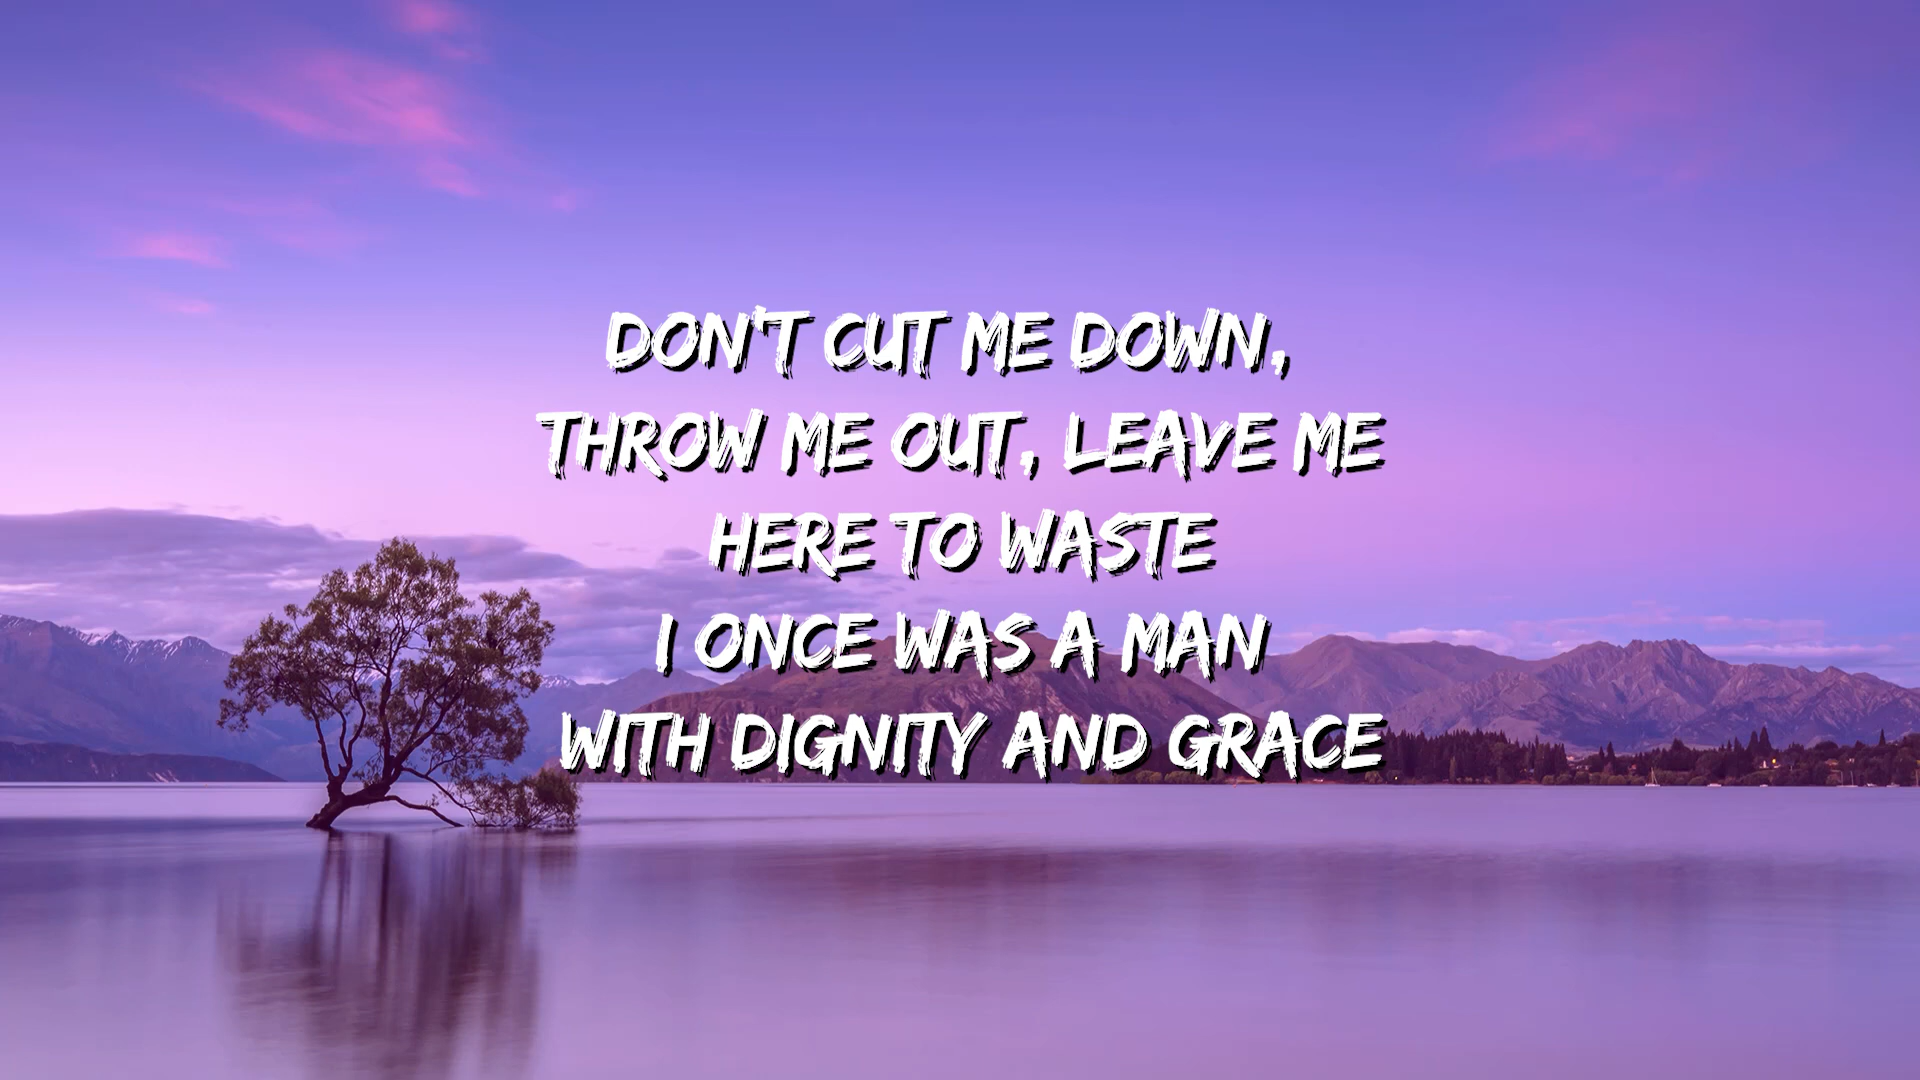 DON'T CUT ME DOWN,
THROW ME OUT, LEAVE ME
HERE TO WASTE
I ONCE WAS A MAN
WITH DIGNITY AND GRACE